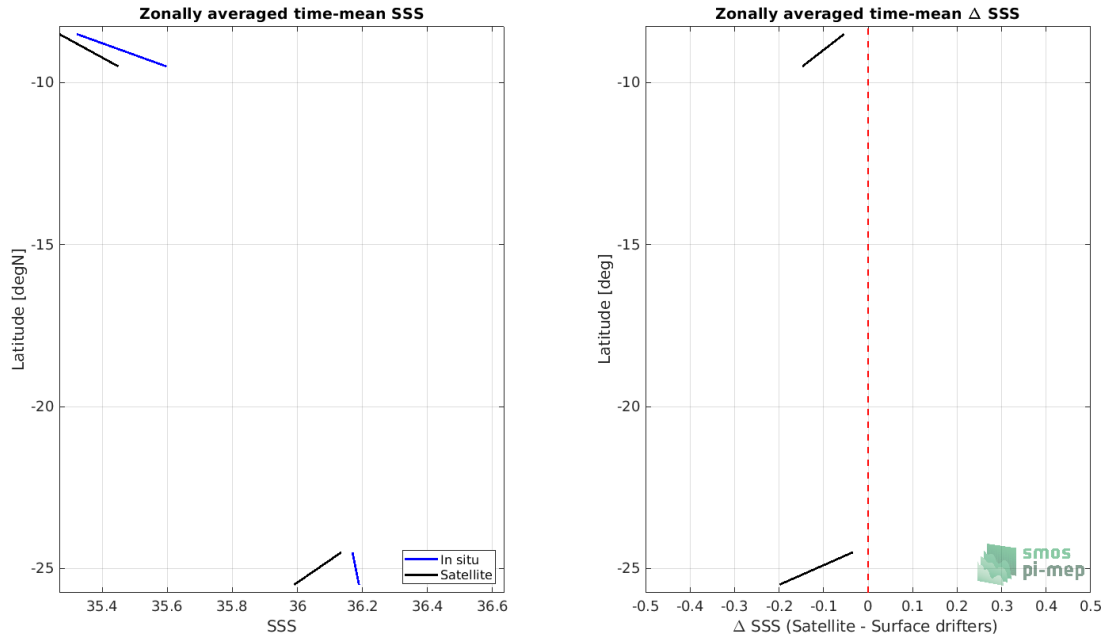 Zonally averaged time-mean SSS
-10
-15
-20
-25
Latitude [degN]
35.4 35.6 35.8 36 36.2 36.4 36.6
SSS
In situ
Satellite
Zonally averaged time-mean Δ SSS
-10
-15
-20
-25
Latitude [deg]
-0.5 -0.4 -0.3 -0.2 -0.1 0 0.1 0.2 0.3 0.4 0.5
Δ SSS (Satellite - Surface drifters)
smos
pi-mep